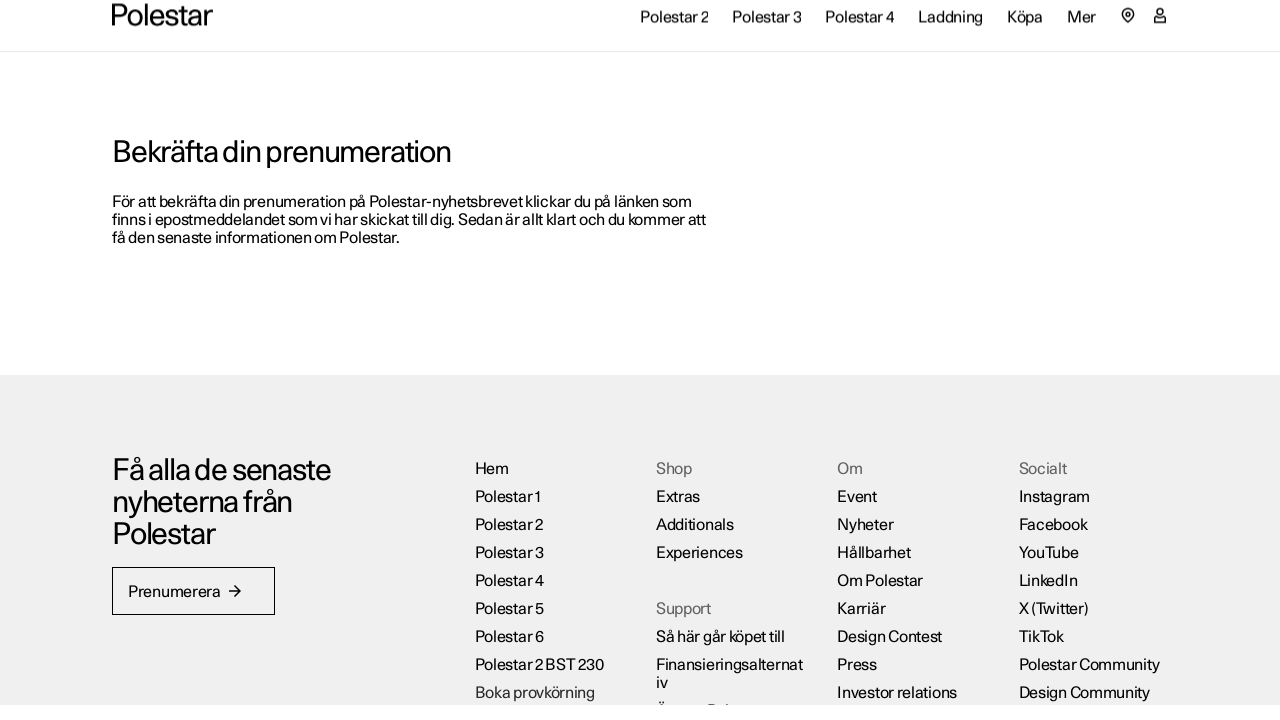 Polestar
Polestar 2
Polestar 3
Polestar 4
Laddning
Köpa
Mer
Bekräfta din prenumeration
För att bekräfta din prenumeration på Polestar-nyhetsbrevet klickar du på länken som
finns i epostmeddelandet som vi har skickat till dig. Sedan är allt klart och du kommer att
få den senaste informationen om Polestar.
Få alla de senaste
nyheterna från
Polestar
Prenumerera
Hem
Polestar 1
Polestar 2
Polestar 3
Polestar 4
Polestar 5
Polestar 6
Polestar 2 BST 230
Boka provkörning
Shop
Extras
Additionals
Experiences
Support
Så här går köpet till
Finansieringsalternat
iv
Om
Event
Nyheter
Hållbarhet
Om Polestar
Karriär
Design Contest
Press
Investor relations
Socialt
Instagram
Facebook
YouTube
LinkedIn
X (Twitter)
TikTok
Polestar Community
Design Community